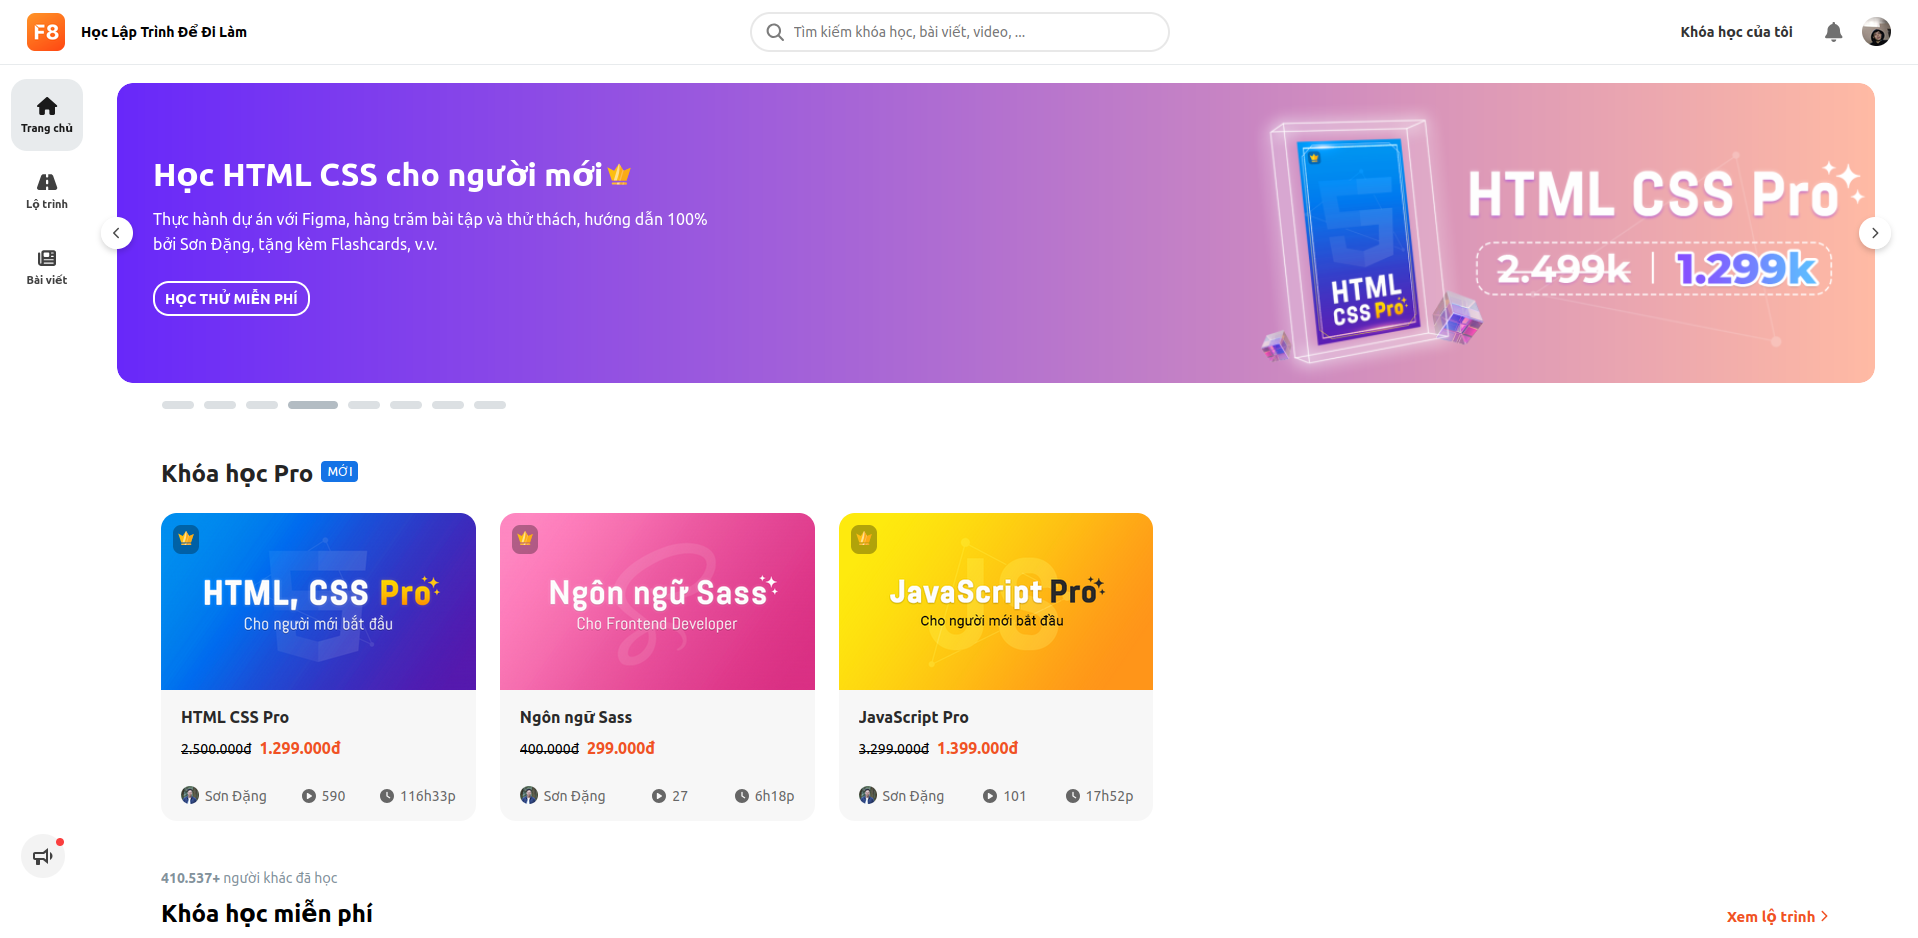 F8
Học Lập Trình Để Đi Làm
Tìm kiếm khóa học, bài viết, video, ...
Khóa học của tôi
Trang chủ
Lộ trình
Bài viết
Học HTML CSS cho người mới
Thực hành dự án với Figma, hàng trăm bài tập và thử thách, hướng dẫn 100%
bởi Sơn Đặng, tặng kèm Flashcards, v.v.
HỌC THỬ MIỄN PHÍ
HTML
CSS Pro
HTML CSS Pro
2.499k | 1.299k
Khóa học Pro MỚI
HTML, CSS Pro
Cho người mới bắt đầu
HTML CSS Pro
2.500.000đ 1.299.000đ
Sơn Đặng 590 116h33p
Ngôn ngữ Sass
Cho Frontend Developer
Ngôn ngữ Sass
400.000đ 299.000đ
Sơn Đặng 27 6h18p
JS
JavaScript Pro
Cho người mới bắt đầu
JavaScript Pro
3.299.000đ 1.399.000đ
Sơn Đặng 101 17h52p
410.537+ người khác đã học
Khóa học miễn phí
Xem lộ trình